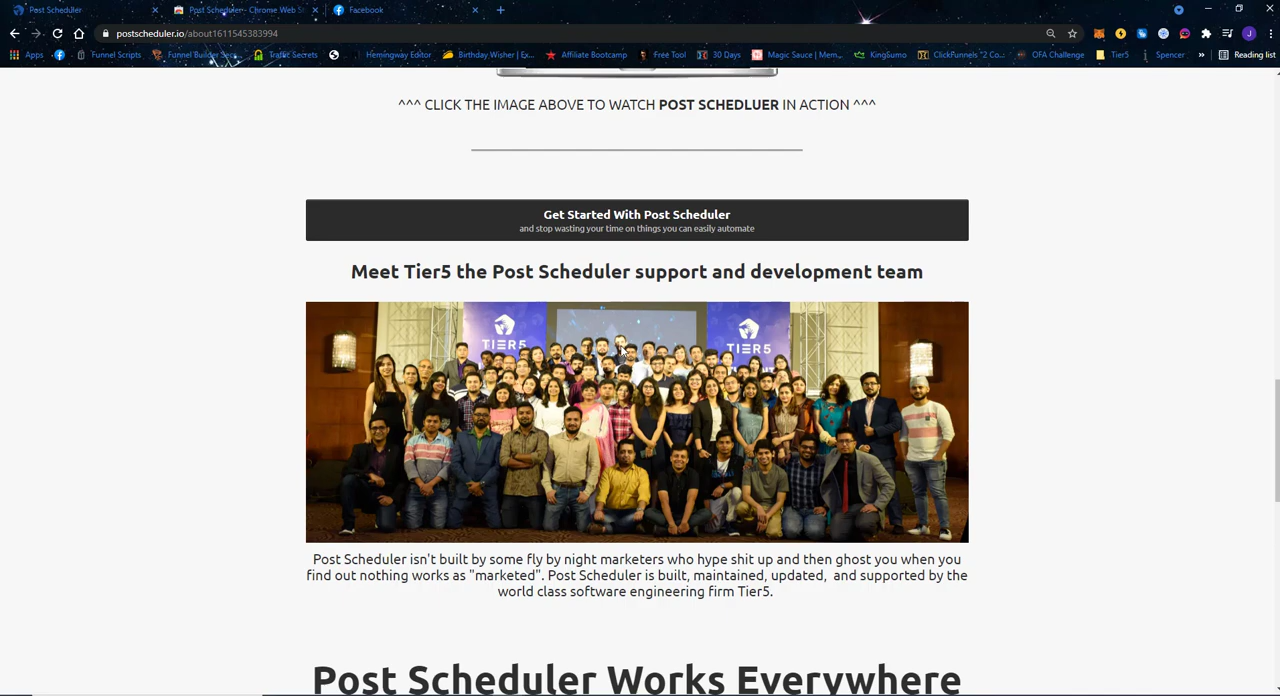 Post Scheduler
Post Scheduler - Chrome Web St
Facebook
postscheduler.io/about1611545383994
Apps
Funnel Scripts
Funnel Builder Secr...
Traffic Secrets
Hemingway Editor
Birthday Wisher | Ex...
Affiliate Bootcamp
Free Tool
30 Days
Magic Sauce | Mem...
KingSumo
ClickFunnels "2 Co...
OFA Challenge
Tier5
Spencer
Reading list
^^^ CLICK THE IMAGE ABOVE TO WATCH POST SCHEDLUER IN ACTION ^^^
Get Started With Post Scheduler
and stop wasting your time on things you can easily automate
Meet Tier5 the Post Scheduler support and development team
TIER5
TIER5
Post Scheduler isn't built by some fly by night marketers who hype shit up and then ghost you when you
find out nothing works as "marketed". Post Scheduler is built, maintained, updated, and supported by the
world class software engineering firm Tier5.
Post Scheduler Works Everywhere